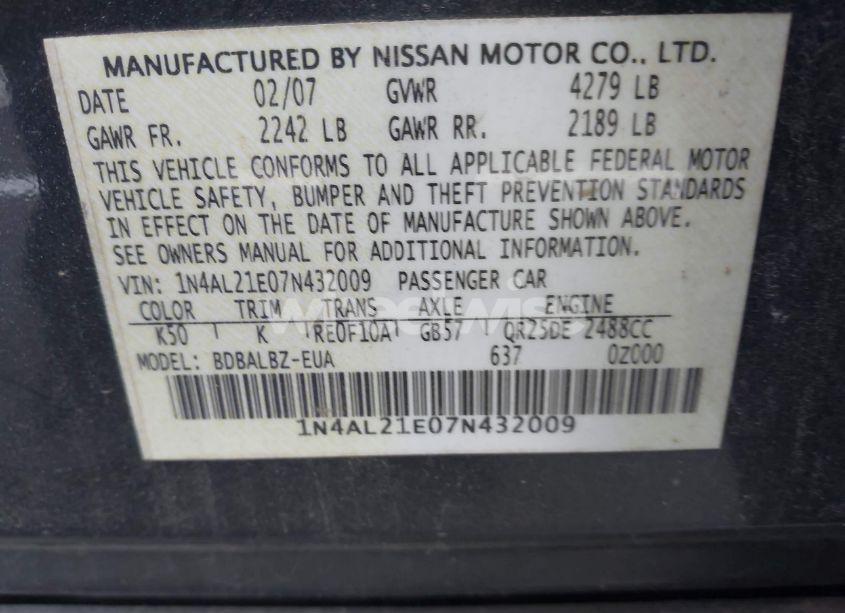 MANUFACTURED BY NISSAN MOTOR CO., LTD.
DATE 02/07 GVWR 4279 LB
GAWR FR. 2242 LB GAWR RR. 2189 LB
THIS VEHICLE CONFORMS TO ALL APPLICABLE FEDERAL MOTOR
VEHICLE SAFETY, BUMPER AND THEFT PREVENTION STANDARDS
IN EFFECT ON THE DATE OF MANUFACTURE SHOWN ABOVE.
SEE OWNERS MANUAL FOR ADDITIONAL INFORMATION.
VIN: 1N4AL21E07N432009 PASSENGER CAR
COLOR TRIM TRANS AXLE ENGINE
K50 K RE0F10A GB57 QR25DE 2488CC
MODEL: BDBALBZ-EUA 637 0Z000
1N4AL21E07N432009